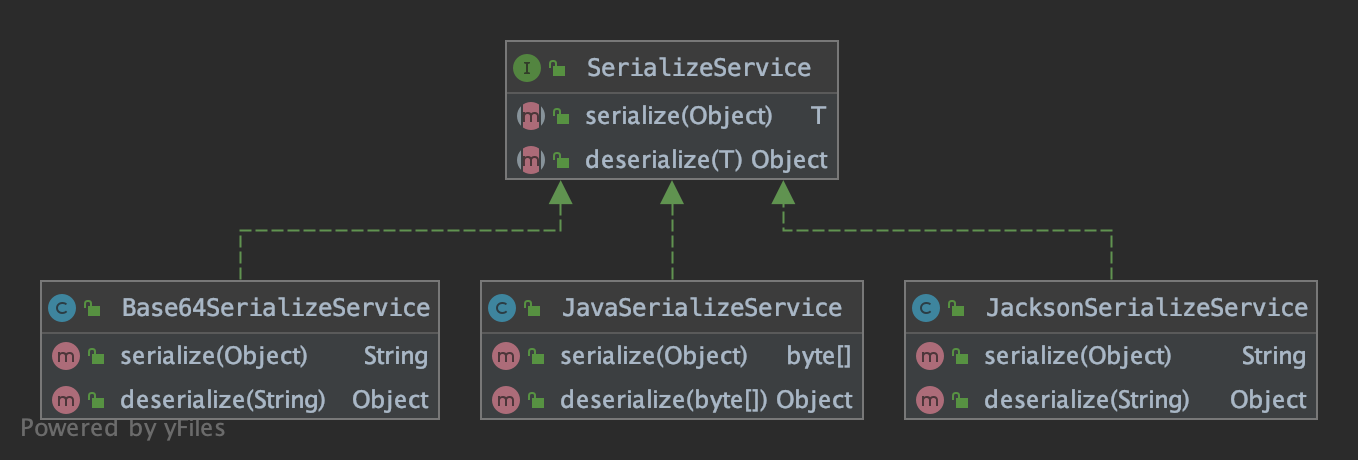 I SerializeService
m serialize(Object) T
m deserialize(T) Object
C Base64SerializeService
m serialize(Object) String
m deserialize(String) Object
C JavaSerializeService
m serialize(Object) byte[]
m deserialize(byte[]) Object
C JacksonSerializeService
m serialize(Object) String
m deserialize(String) Object
Powered by yFiles